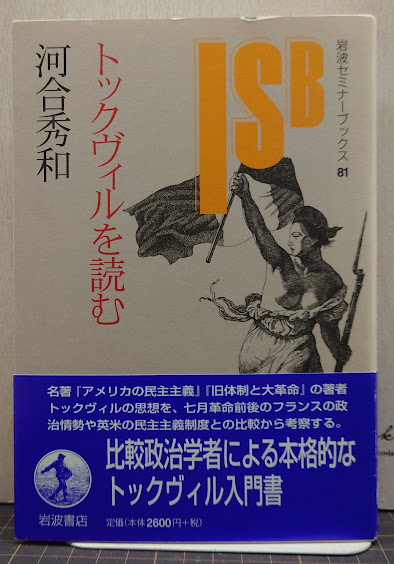 トックヴィルを読む
河合秀和
ISB
岩波セミナーブックス 81
名著『アメリカの民主主義』『旧体制と大革命』の著者
トックヴィルの思想を、七月革命前後のフランスの政
治情勢や英米の民主主義制度との比較から考察する。
比較政治学者による本格的な
トックヴィル入門書
岩波書店
定価(本体2600円+税)